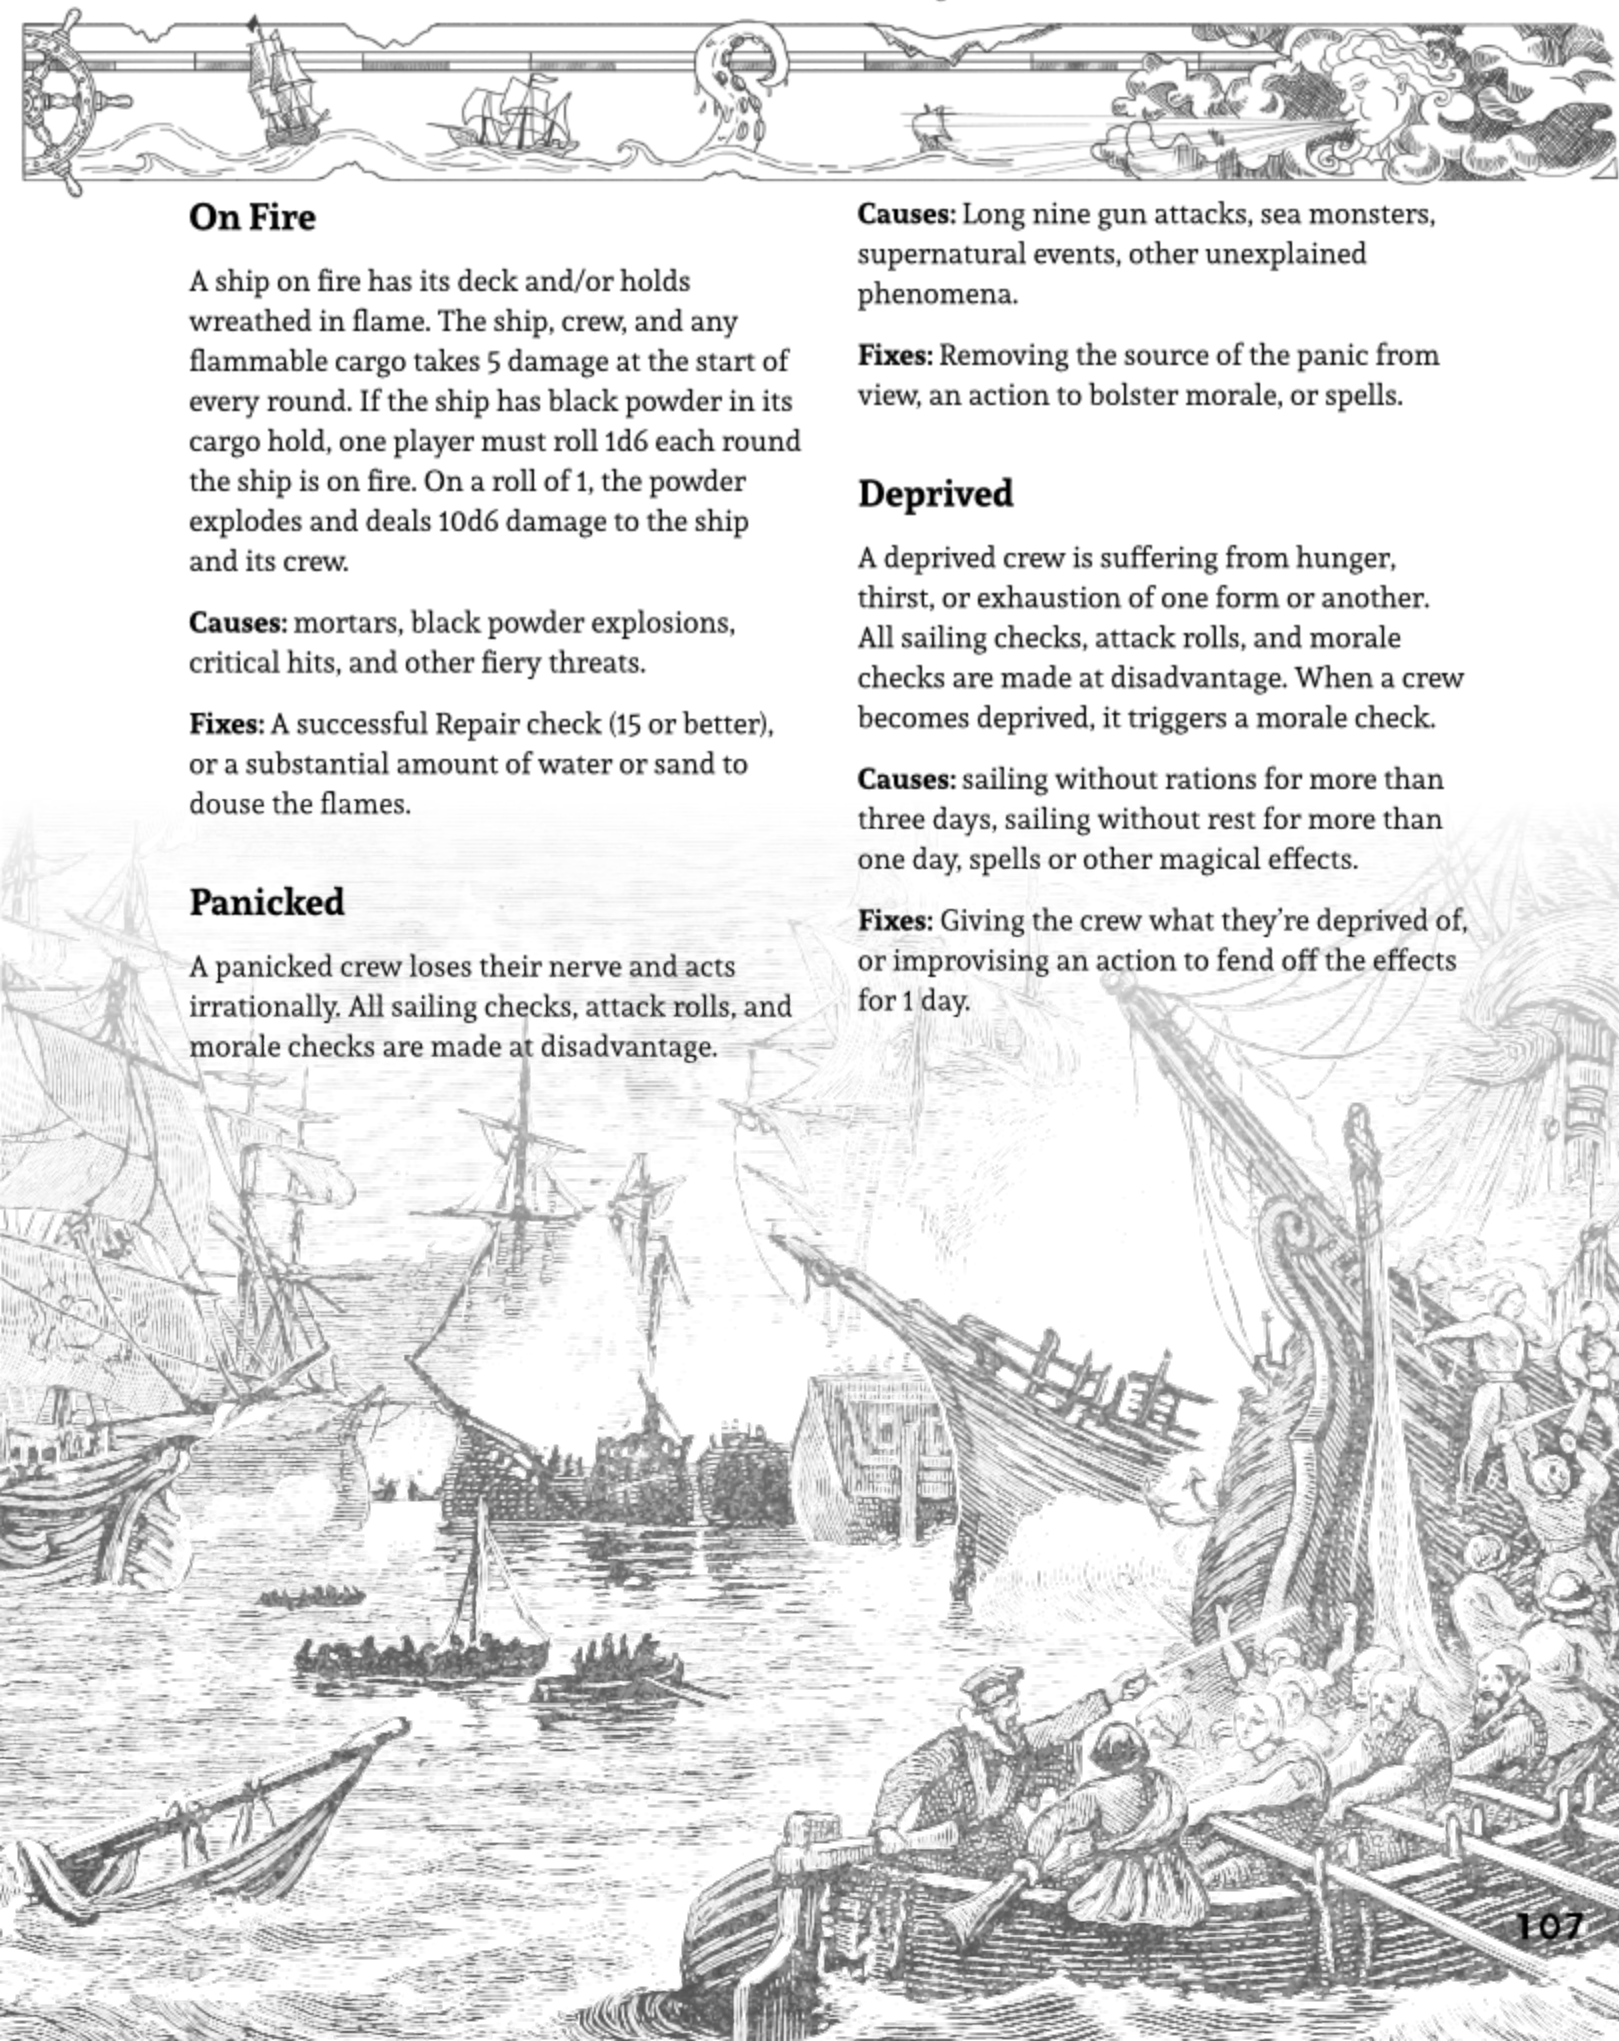 On Fire
A ship on fire has its deck and/or holds
wreathed in flame. The ship, crew, and any
flammable cargo takes 5 damage at the start of
every round. If the ship has black powder in its
cargo hold, one player must roll 1d6 each round
the ship is on fire. On a roll of 1, the powder
explodes and deals 10d6 damage to the ship
and its crew.
Causes: mortars, black powder explosions,
critical hits, and other fiery threats.
Fixes: A successful Repair check (15 or better),
or a substantial amount of water or sand to
douse the flames.
Panicked
A panicked crew loses their nerve and acts
irrationally. All sailing checks, attack rolls, and
morale checks are made at disadvantage.
Causes: Long nine gun attacks, sea monsters,
supernatural events, other unexplained
phenomena.
Fixes: Removing the source of the panic from
view, an action to bolster morale, or spells.
Deprived
A deprived crew is suffering from hunger,
thirst, or exhaustion of one form or another.
All sailing checks, attack rolls, and morale
checks are made at disadvantage. When a crew
becomes deprived, it triggers a morale check.
Causes: sailing without rations for more than
three days, sailing without rest for more than
one day, spells or other magical effects.
Fixes: Giving the crew what they're deprived of,
or improvising an action to fend off the effects
for 1 day.
107